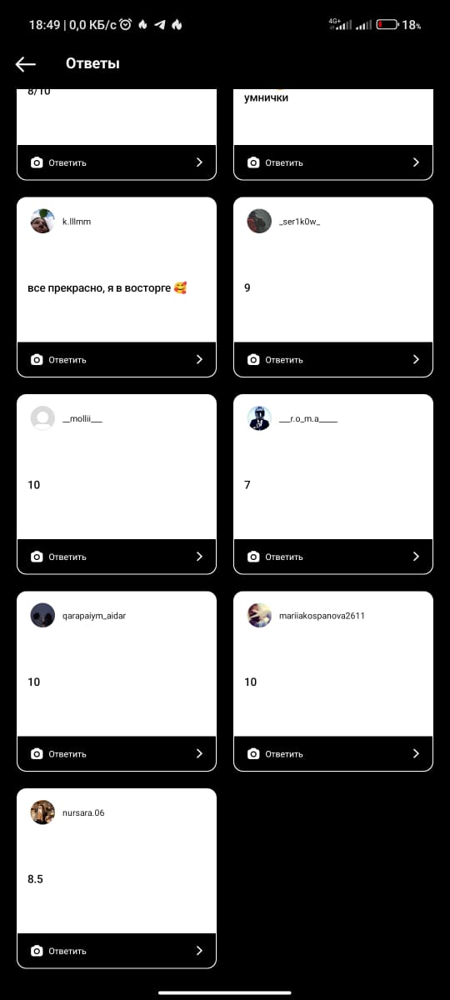 18:49 | 0,0 КБ/с
4G+
18%
Ответы
8/10
умнички
Ответить
Ответить
k.lllmm
_ser1k0w_
все прекрасно, я в восторге 🥰
9
Ответить
Ответить
__mollii___
___r.o_m.a_____
10
7
Ответить
Ответить
qarapaiym_aidar
mariiakospanova2611
10
10
Ответить
Ответить
nursara.06
8.5
Ответить